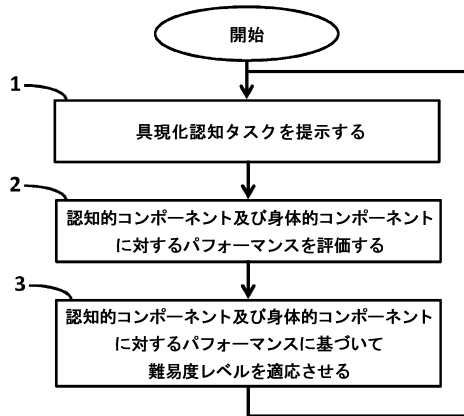 開始
1
具現化認知タスクを提示する
2
認知的コンポーネント及び身体的コンポーネント
に対するパフォーマンスを評価する
3
認知的コンポーネント及び身体的コンポーネント
に対するパフォーマンスに基づいて
難易度レベルを適応させる